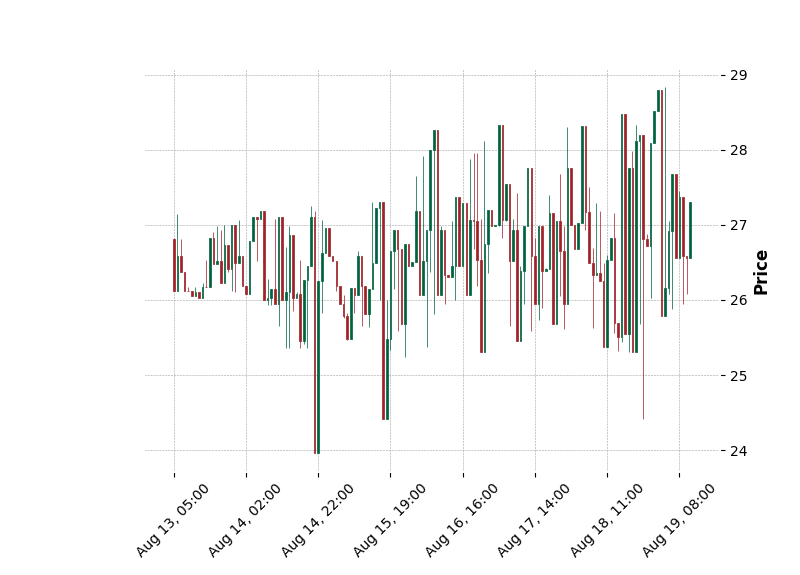 29
28
27
26
25
24
Price
Aug 13, 05:00
Aug 14, 02:00
Aug 14, 22:00
Aug 15, 19:00
Aug 16, 16:00
Aug 17, 14:00
Aug 18, 11:00
Aug 19, 08:00